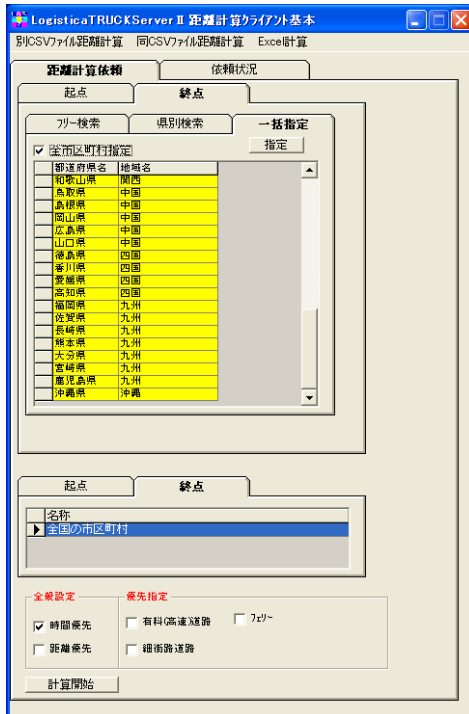 LogisticaTRUCKServerⅡ 距離計算クライアント基本
別CSVファイル距離計算 同CSVファイル距離計算 Excel計算
距離計算依頼 依頼状況
起点 終点
フリー検索 県別検索 一括指定
全市区町村指定 指定
都道府県名 地域名
和歌山県 関西
鳥取県 中国
島根県 中国
岡山県 中国
広島県 中国
山口県 中国
徳島県 四国
香川県 四国
愛媛県 四国
高知県 四国
福岡県 九州
佐賀県 九州
長崎県 九州
熊本県 九州
大分県 九州
宮崎県 九州
鹿児島県 九州
沖縄県 沖縄
起点 終点
名称
全国の市区町村
全般設定 優先指定
時間優先 有料(高速)道路 フェリー
距離優先 細街路道路
計算開始